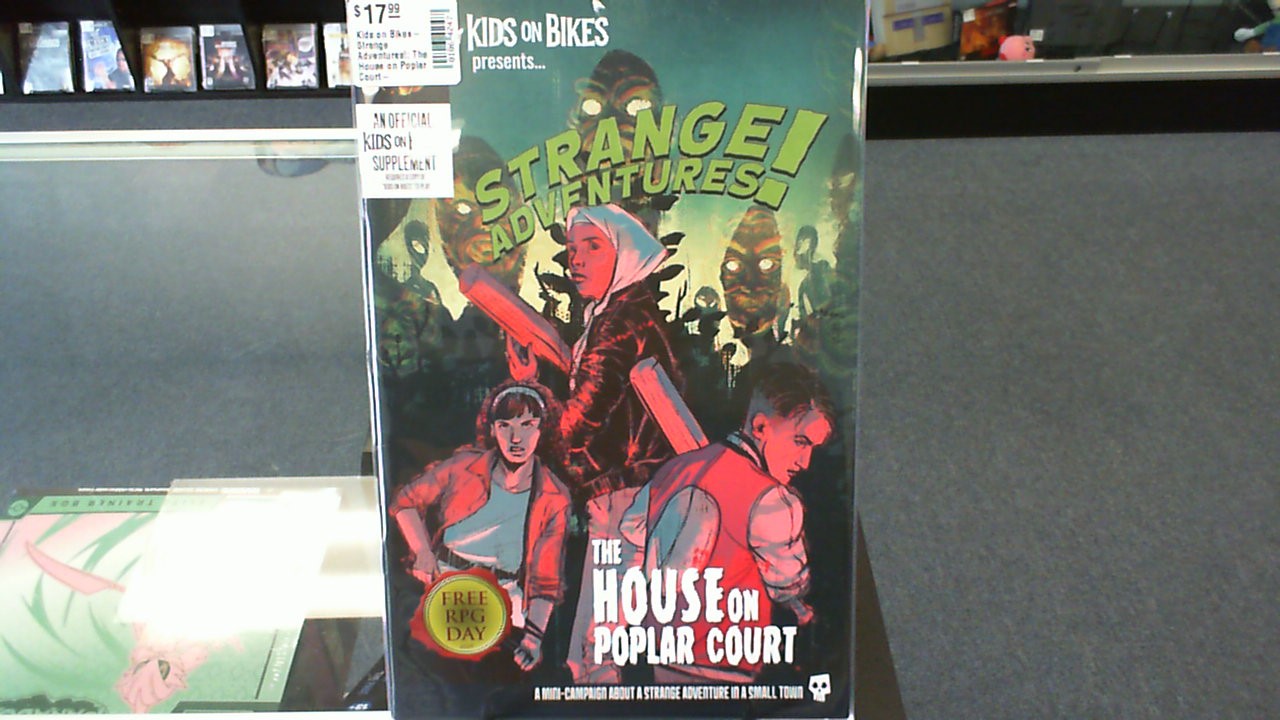 $17.99
Kids on Bikes -
Strange
Adventures!: The
House on Poplar
Court -
KIDS ON BIKES
presents...
AN OFFICIAL
KIDS ON
SUPPLEMENT
STRANGE
ADVENTURES!
FREE
RPG
DAY
THE
HOUSE ON
POPLAR COURT
A MINI-CAMPAIGN ABOUT A STRANGE ADVENTURE IN A SMALL TOWN
TRAINER BOX